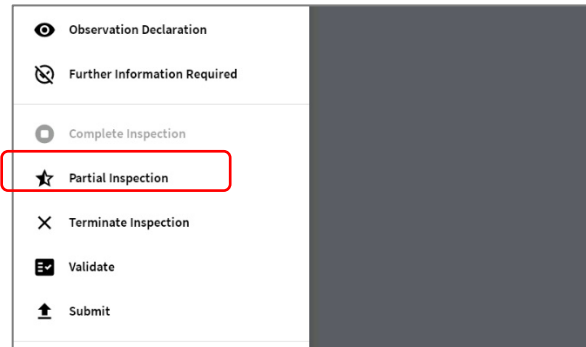 Observation Declaration
Further Information Required
Complete Inspection
Partial Inspection
Terminate Inspection
Validate
Submit